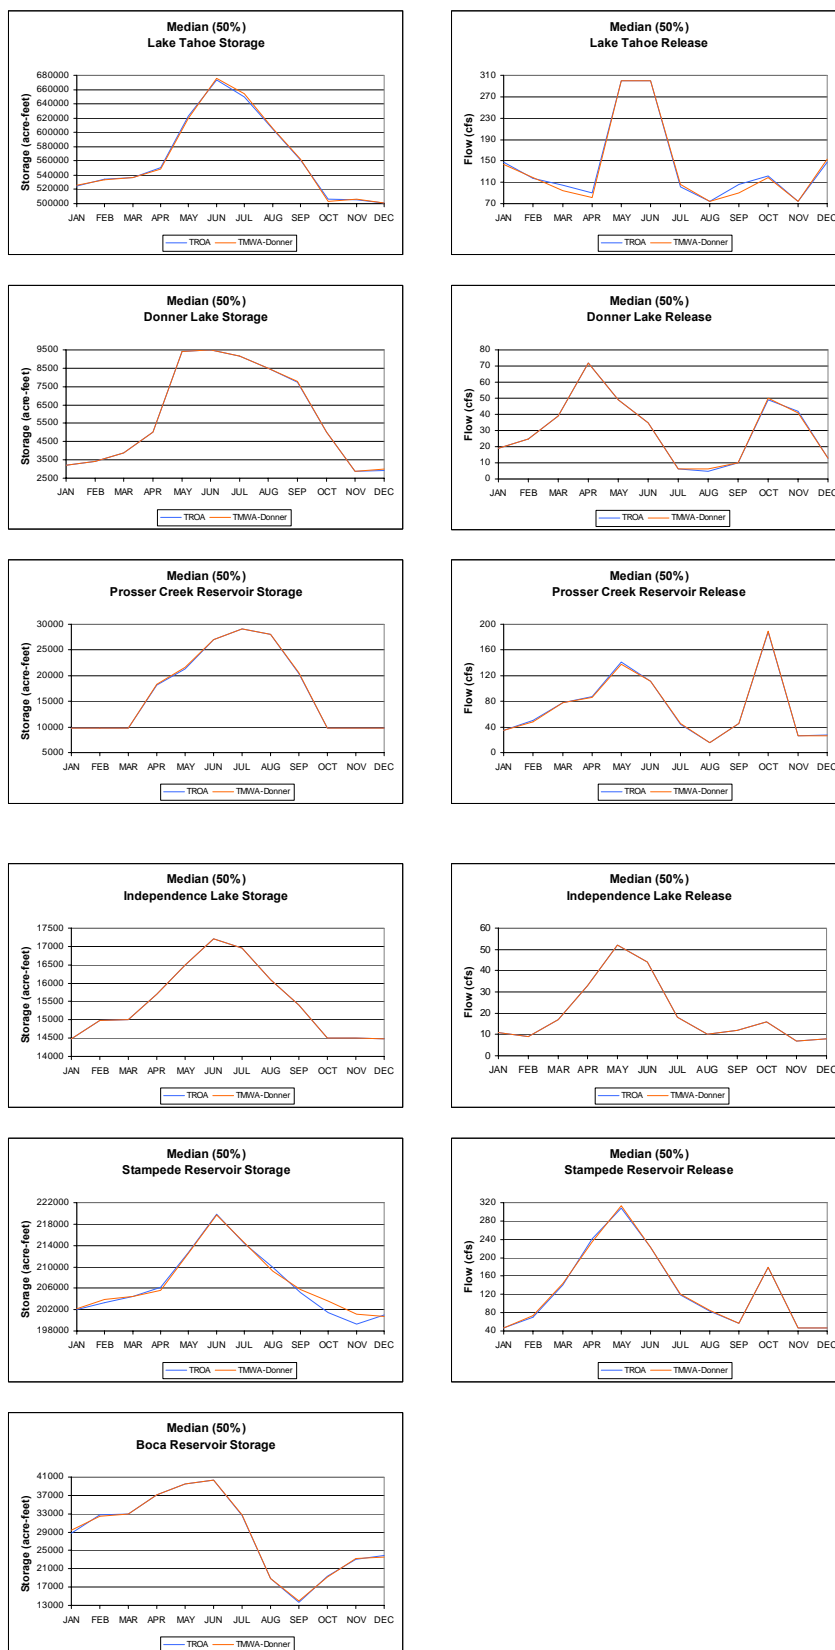 Median (50%)
Lake Tahoe Storage
Storage (acre-feet)
680000
660000
640000
620000
600000
580000
560000
540000
520000
500000
JAN FEB MAR APR MAY JUN JUL AUG SEP OCT NOV DEC
TROA TMWA-Donner
Median (50%)
Lake Tahoe Release
Flow (cfs)
310
270
230
190
150
110
70
JAN FEB MAR APR MAY JUN JUL AUG SEP OCT NOV DEC
TROA TMWA-Donner
Median (50%)
Donner Lake Storage
Storage (acre-feet)
9500
8500
7500
6500
5500
4500
3500
2500
JAN FEB MAR APR MAY JUN JUL AUG SEP OCT NOV DEC
TROA TMWA-Donner
Median (50%)
Donner Lake Release
Flow (cfs)
80
70
60
50
40
30
20
10
0
JAN FEB MAR APR MAY JUN JUL AUG SEP OCT NOV DEC
TROA TMWA-Donner
Median (50%)
Prosser Creek Reservoir Storage
Storage (acre-feet)
30000
25000
20000
15000
10000
5000
JAN FEB MAR APR MAY JUN JUL AUG SEP OCT NOV DEC
TROA TMWA-Donner
Median (50%)
Prosser Creek Reservoir Release
Flow (cfs)
200
160
120
80
40
0
JAN FEB MAR APR MAY JUN JUL AUG SEP OCT NOV DEC
TROA TMWA-Donner
Median (50%)
Independence Lake Storage
Storage (acre-feet)
17500
17000
16500
16000
15500
15000
14500
14000
JAN FEB MAR APR MAY JUN JUL AUG SEP OCT NOV DEC
TROA TMWA-Donner
Median (50%)
Independence Lake Release
Flow (cfs)
60
50
40
30
20
10
0
JAN FEB MAR APR MAY JUN JUL AUG SEP OCT NOV DEC
TROA TMWA-Donner
Median (50%)
Stampede Reservoir Storage
Storage (acre-feet)
222000
218000
214000
210000
206000
202000
198000
JAN FEB MAR APR MAY JUN JUL AUG SEP OCT NOV DEC
TROA TMWA-Donner
Median (50%)
Stampede Reservoir Release
Flow (cfs)
320
280
240
200
160
120
80
40
JAN FEB MAR APR MAY JUN JUL AUG SEP OCT NOV DEC
TROA TMWA-Donner
Median (50%)
Boca Reservoir Storage
Storage (acre-feet)
41000
37000
33000
29000
25000
21000
17000
13000
JAN FEB MAR APR MAY JUN JUL AUG SEP OCT NOV DEC
TROA TMWA-Donner